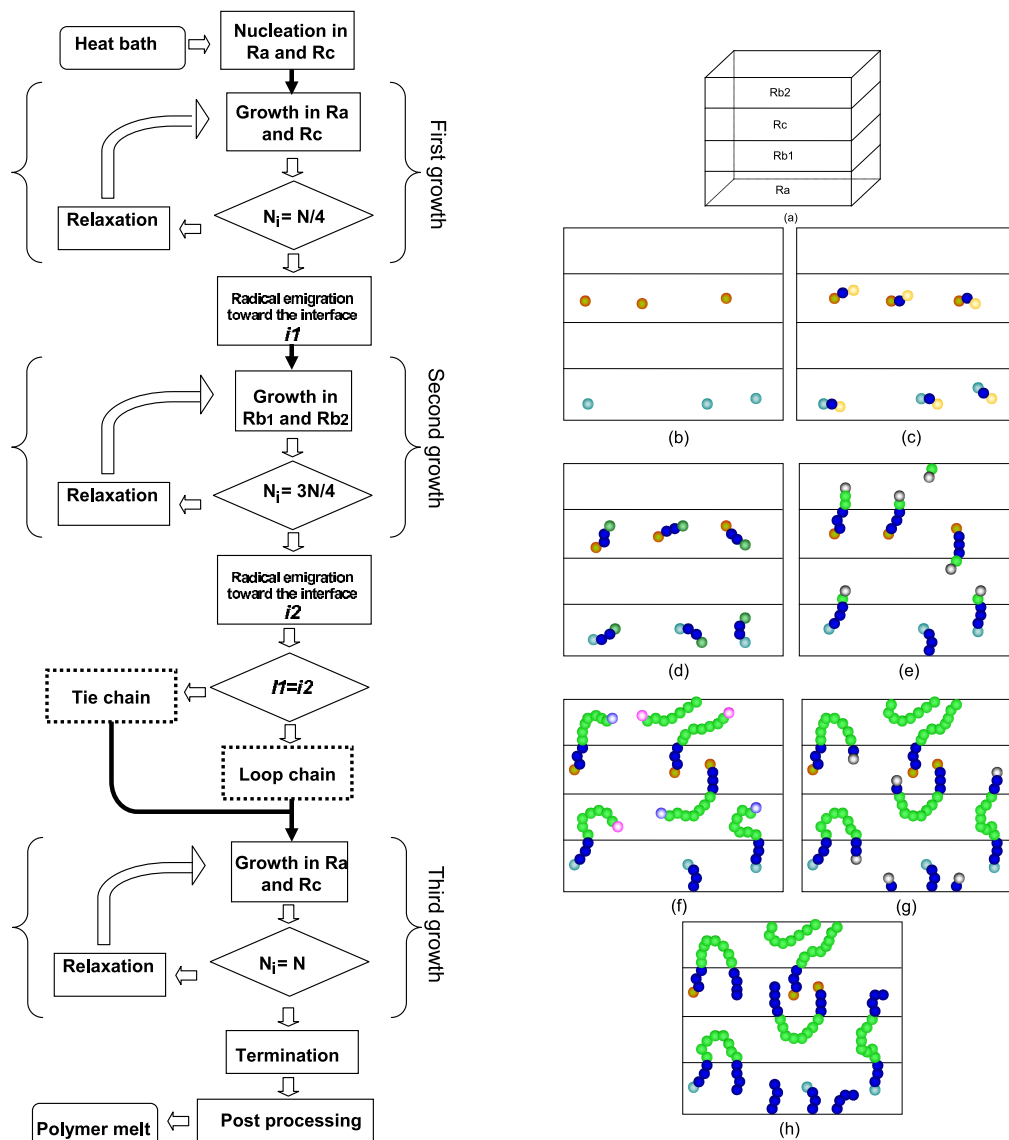 Heat bath
Nucleation in
Ra and Rc
Growth in Ra
and Rc
First growth
Nᵢ= N/4
Relaxation
Radical emigration
toward the interface
i1
Growth in
Rb1 and Rb2
Second growth
Nᵢ = 3N/4
Relaxation
Radical emigration
toward the interface
i2
I1=i2
Tie chain
Loop chain
Growth in Ra
and Rc
Third growth
Nᵢ= N
Relaxation
Termination
Post processing
Polymer melt
Rb2
Rc
Rb1
Ra
(a)
(b)
(c)
(d)
(e)
(f)
(g)
(h)